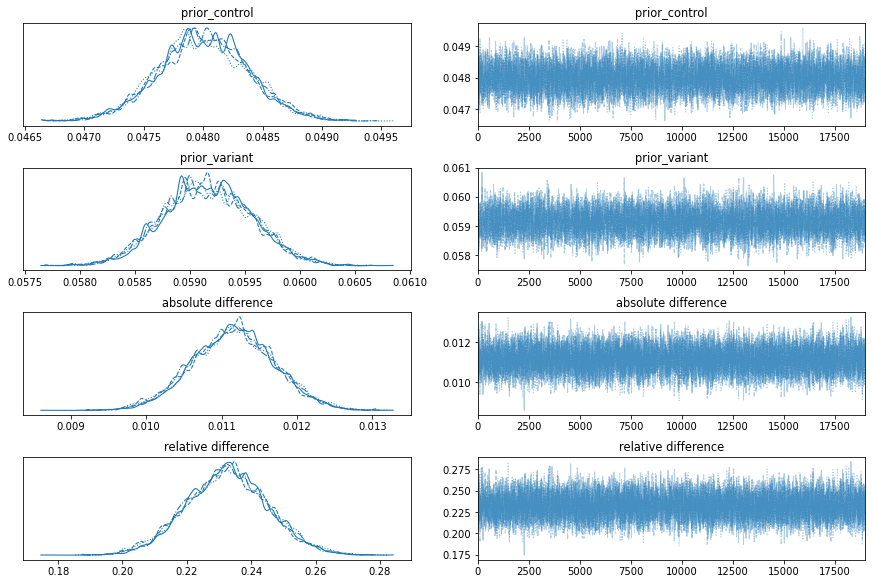 prior_control prior_control
0.049
0.048
0.047
0.0465 0.0470 0.0475 0.0480 0.0485 0.0490 0.0495 0 2500 5000 7500 10000 12500 15000 17500
prior_variant prior_variant
0.061
0.060
0.059
0.058
0.0575 0.0580 0.0585 0.0590 0.0595 0.0600 0.0605 0.0610 0 2500 5000 7500 10000 12500 15000 17500
absolute difference absolute difference
0.012
0.010
0.009 0.010 0.011 0.012 0.013 0 2500 5000 7500 10000 12500 15000 17500
relative difference relative difference
0.275
0.250
0.225
0.200
0.175
0.18 0.20 0.22 0.24 0.26 0.28 0 2500 5000 7500 10000 12500 15000 17500